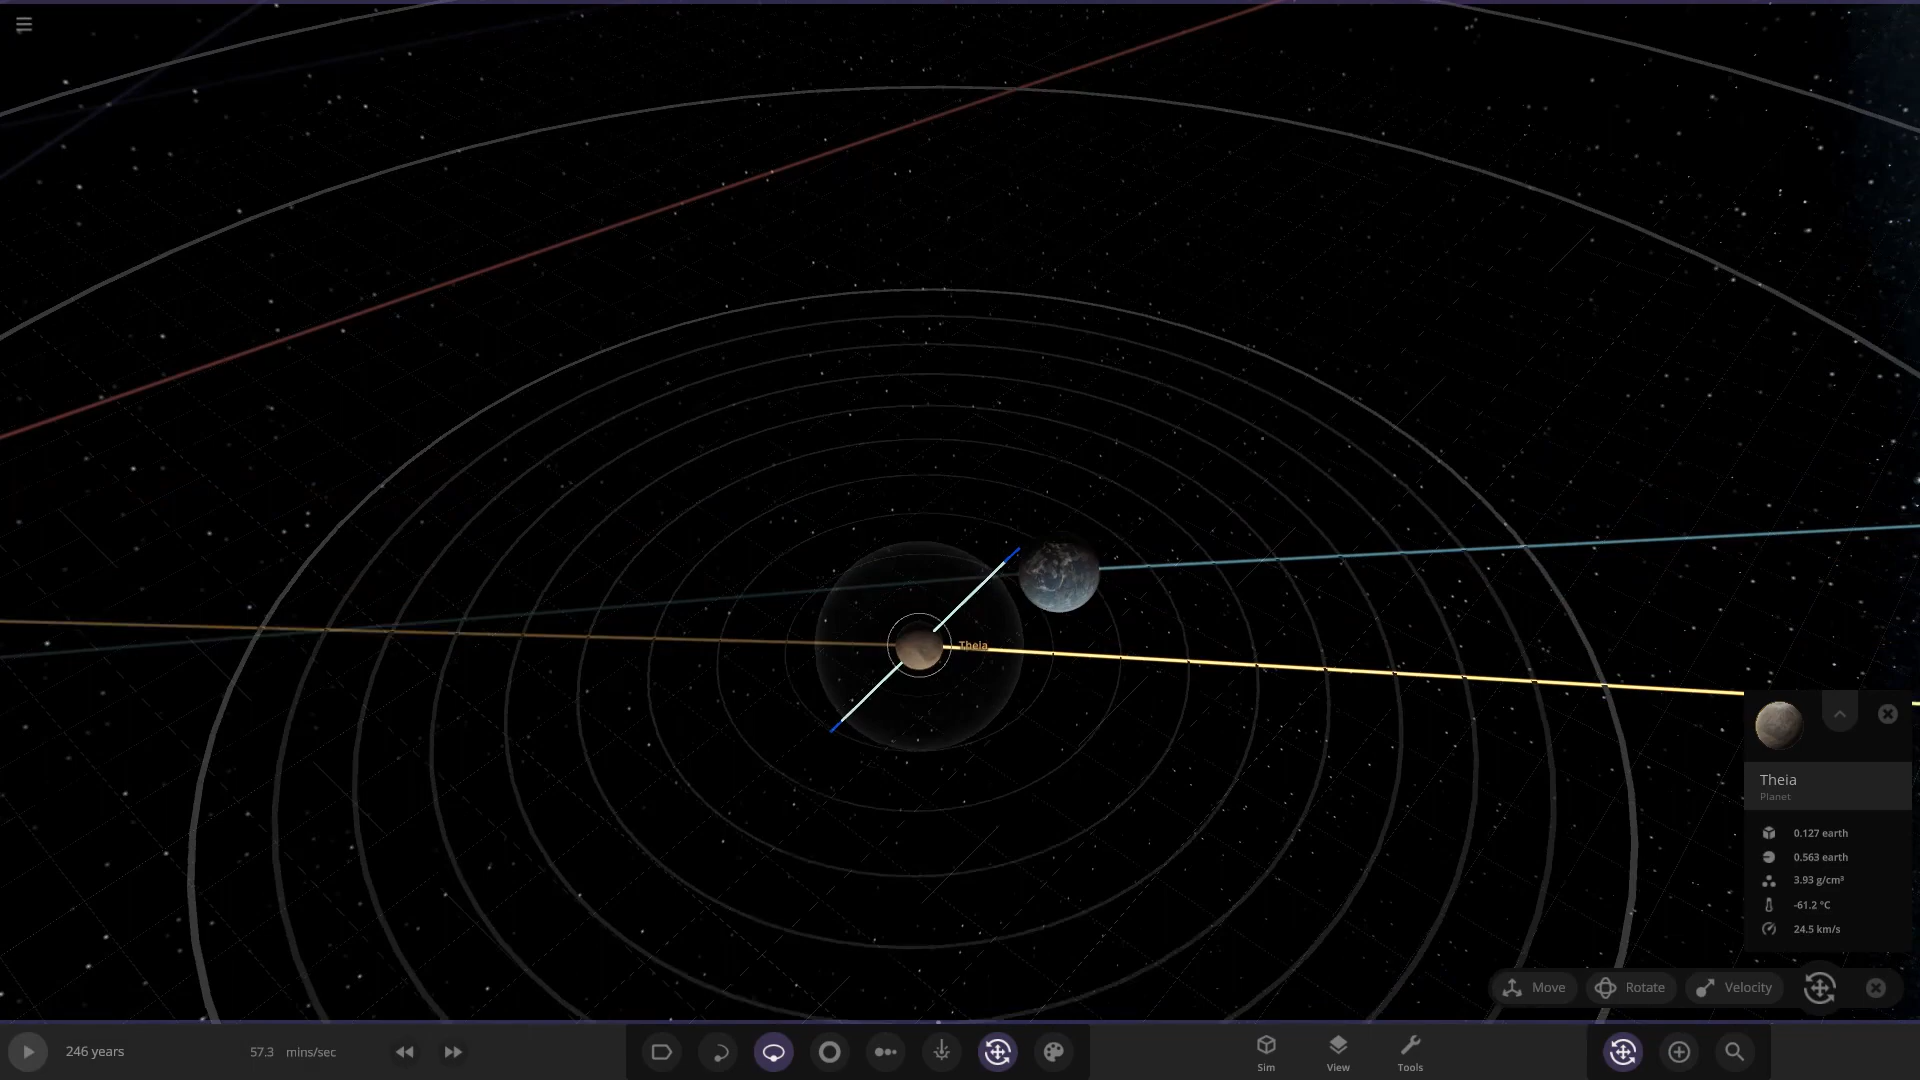 Theia
Theia
Planet
0.127 earth
0.563 earth
3.93 g/cm³
-61.2 °C
24.5 km/s
Move
Rotate
Velocity
246 years
57.3 mins/sec
Sim
View
Tools